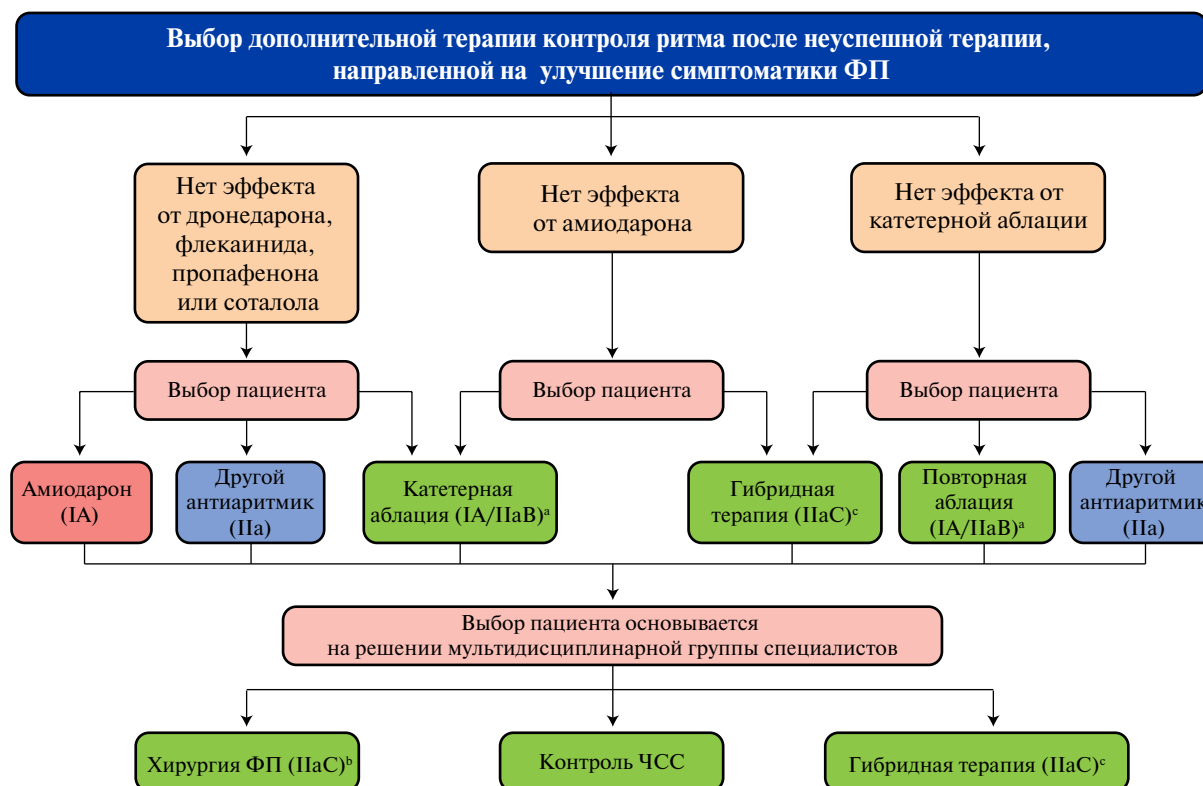 Выбор дополнительной терапии контроля ритма после неуспешной терапии,
направленной на улучшение симптоматики ФП
Нет эффекта
от дронедарона,
флекаинида,
пропафенона
или соталола
Нет эффекта
от амиодарона
Нет эффекта от
катетерной аблации
Выбор пациента
Выбор пациента
Выбор пациента
Амиодарон
(IA)
Другой
антиаритмик
(IIa)
Катетерная
аблация (IA/IIaB)ᵃ
Гибридная
терапия (IIaC)ᶜ
Повторная
аблация
(IA/IIaB)ᵃ
Другой
антиаритмик
(IIa)
Выбор пациента основывается
на решении мультидисциплинарной группы специалистов
Хирургия ФП (IIaC)ᵇ
Контроль ЧСС
Гибридная терапия (IIaC)ᶜ